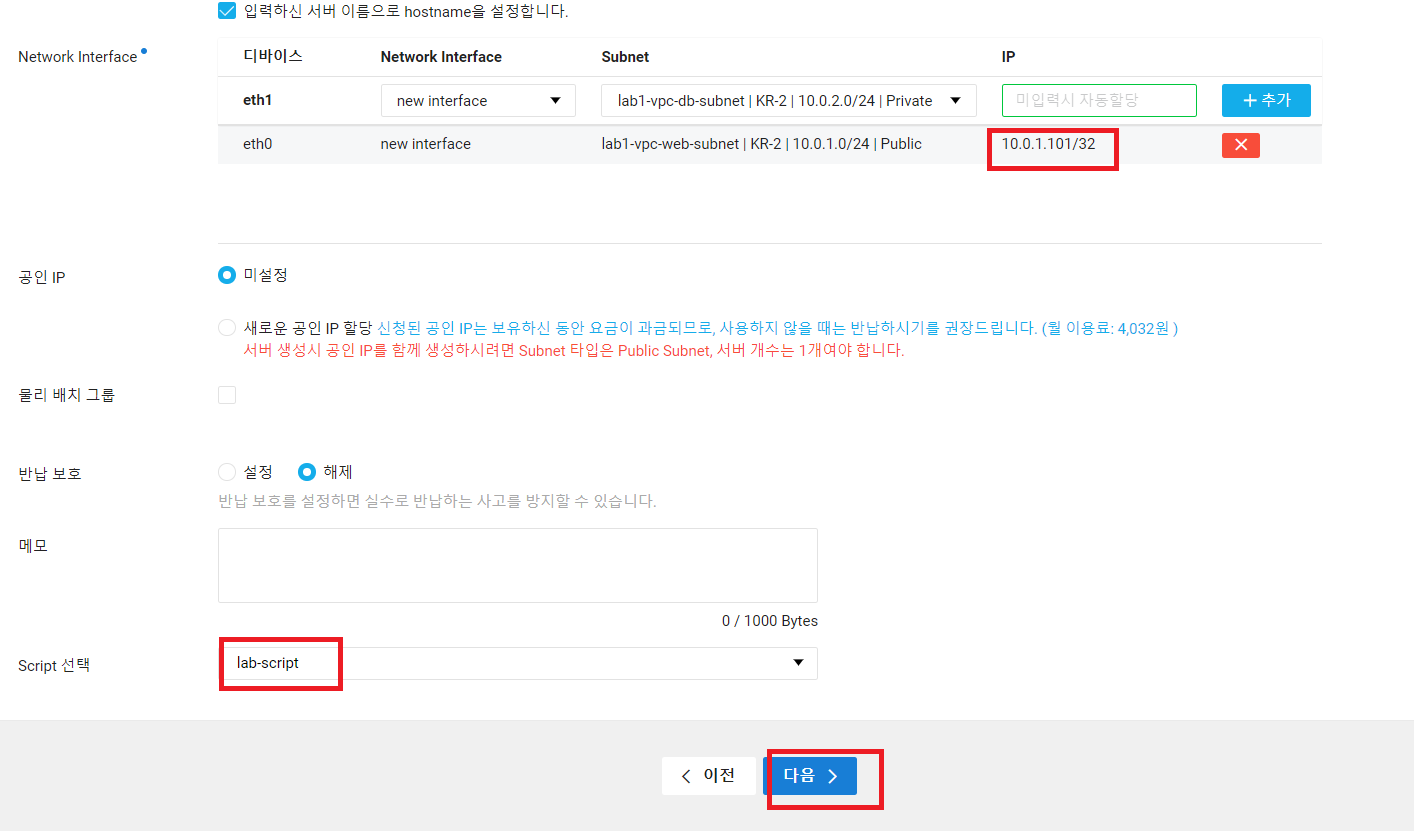 입력하신 서버 이름으로 hostname을 설정합니다.
Network Interface
디바이스 Network Interface Subnet IP
eth1 new interface lab1-vpc-db-subnet | KR-2 | 10.0.2.0/24 | Private 미입력시 자동할당 + 추가
eth0 new interface lab1-vpc-web-subnet | KR-2 | 10.0.1.0/24 | Public 10.0.1.101/32
공인 IP 미설정
새로운 공인 IP 할당 신청된 공인 IP는 보유하신 동안 요금이 과금되므로, 사용하지 않을 때는 반납하시기를 권장드립니다. (월 이용료: 4,032원 )
서버 생성시 공인 IP를 함께 생성하시려면 Subnet 타입은 Public Subnet, 서버 개수는 1개여야 합니다.
물리 배치 그룹
반납 보호 설정 해제
반납 보호를 설정하면 실수로 반납하는 사고를 방지할 수 있습니다.
메모
0 / 1000 Bytes
Script 선택 lab-script
이전 다음